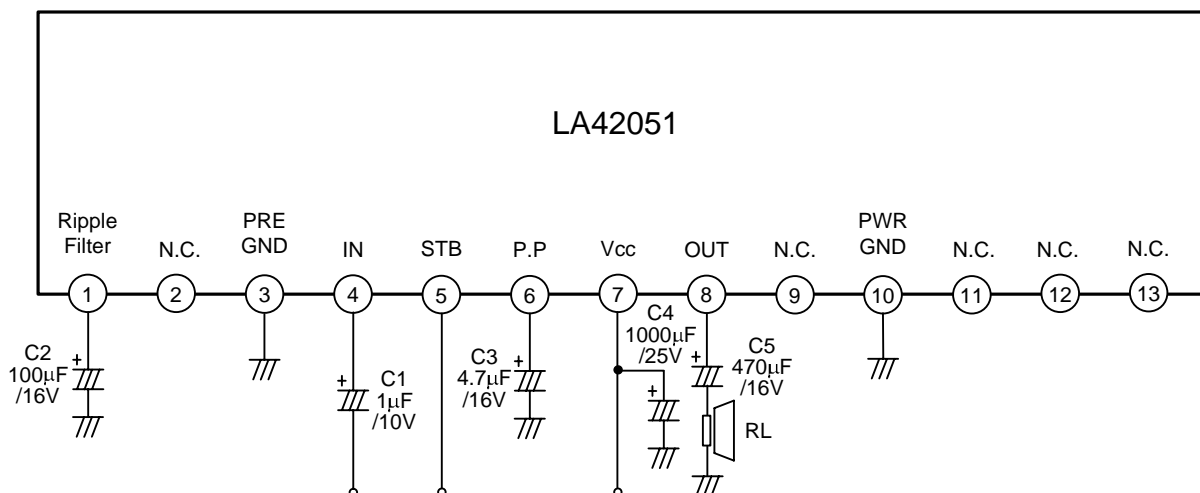 LA42051
Ripple
Filter
N.C.
PRE
GND
IN
STB
P.P
Vcc
OUT
N.C.
PWR
GND
N.C.
N.C.
N.C.
1
2
3
4
5
6
7
8
9
10
11
12
13
C2
100μF
/16V
+
C1
1μF
/10V
+
C3
4.7μF
/16V
+
C4
1000μF
/25V
+
C5
470μF
/16V
+
RL